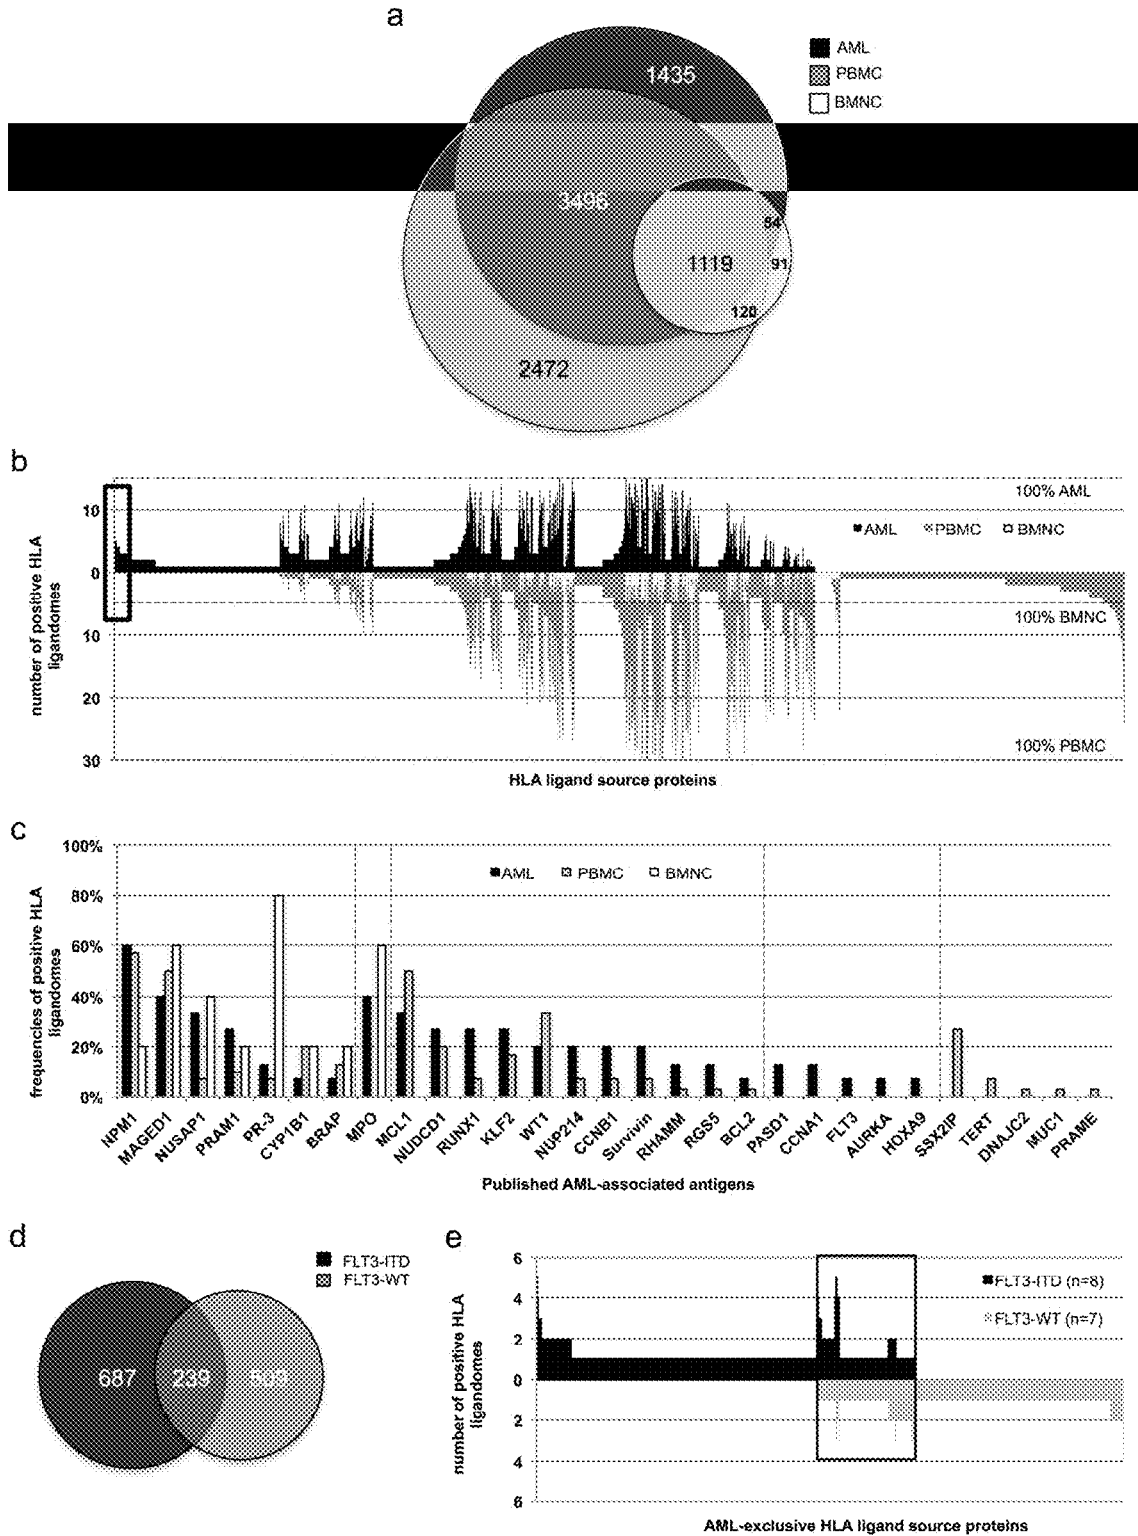 a
AML
PBMC
BMNC
1435
3496
54
1119
91
120
2472
b
number of positive HLA
ligandomes
10
0
10
20
30
100% AML
AML PBMC BMNC
100% BMNC
100% PBMC
HLA ligand source proteins
c
frequencies of positive HLA
ligandomes
100%
80%
60%
40%
20%
0%
AML PBMC BMNC
NPM1
MAGED1
NUSAP1
PRAM1
PR-3
CYP1B1
BRAP
MPO
MCL1
NUDCD1
RUNX1
KLF2
WT1
NUP214
CCNB1
Survivin
RHAMM
RGS5
BCL2
PASD1
CCNA1
FLT3
AURKA
HOXA9
SSX2IP
TERT
DNAJC2
MUC1
PRAME
Published AML-associated antigens
d
FLT3-ITD
FLT3-WT
687
239
e
number of positive HLA
ligandomes
6
4
2
0
2
4
6
FLT3-ITD (n=8)
FLT3-WT (n=7)
AML-exclusive HLA ligand source proteins